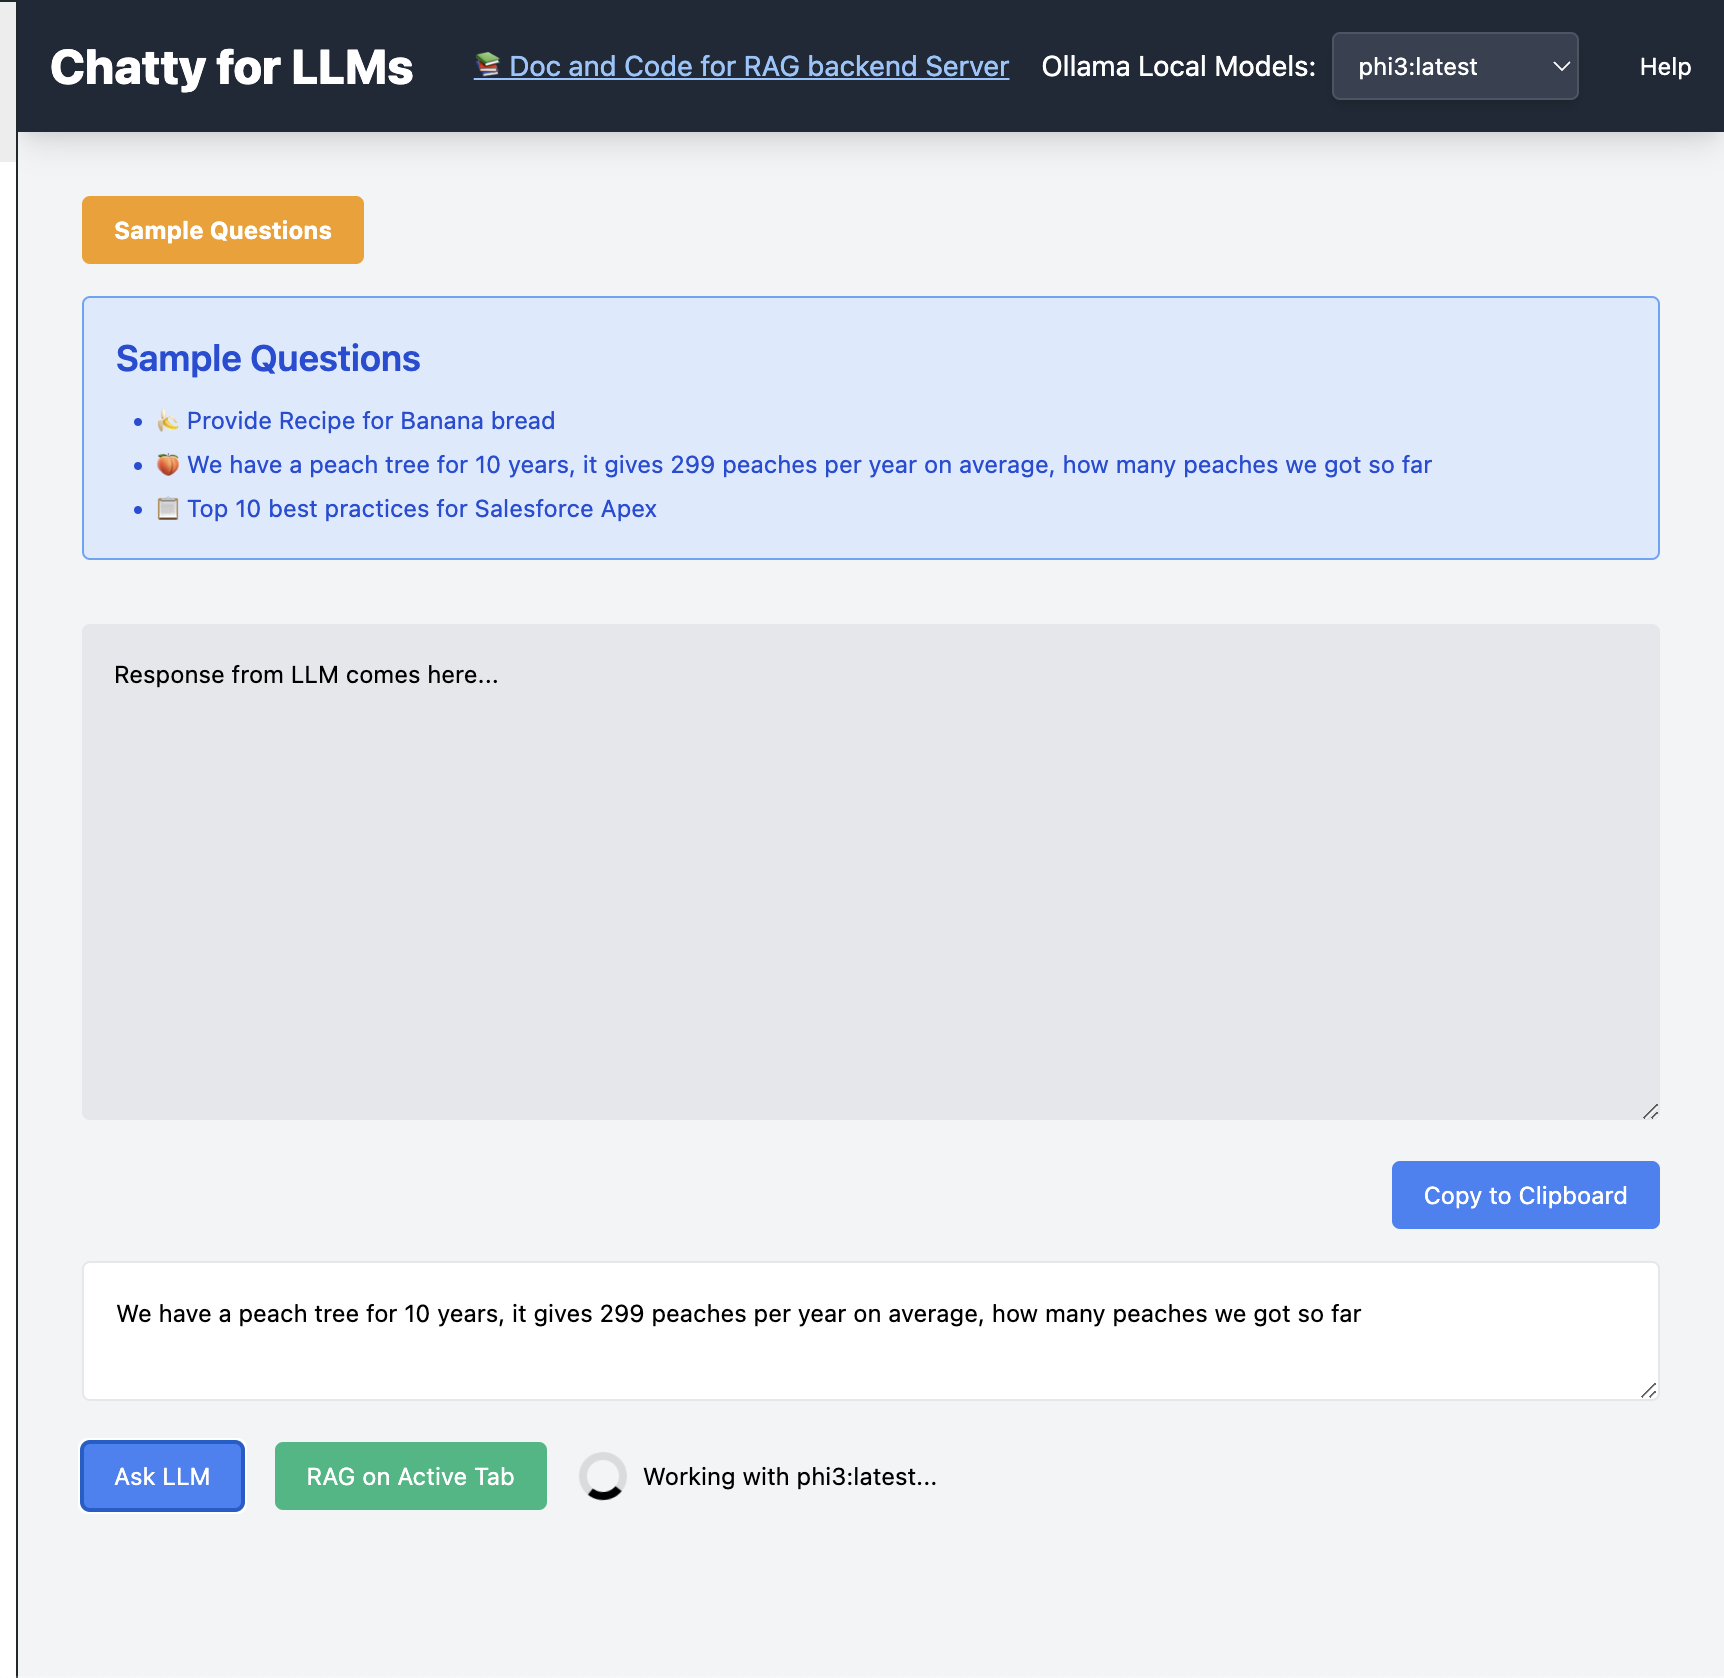 Chatty for LLMs
📚 Doc and Code for RAG backend Server
Ollama Local Models:
phi3:latest
Help
Sample Questions
Sample Questions
• 🍌 Provide Recipe for Banana bread
• 🍑 We have a peach tree for 10 years, it gives 299 peaches per year on average, how many peaches we got so far
• 📋 Top 10 best practices for Salesforce Apex
Response from LLM comes here...
Copy to Clipboard
We have a peach tree for 10 years, it gives 299 peaches per year on average, how many peaches we got so far
Ask LLM
RAG on Active Tab
Working with phi3:latest...